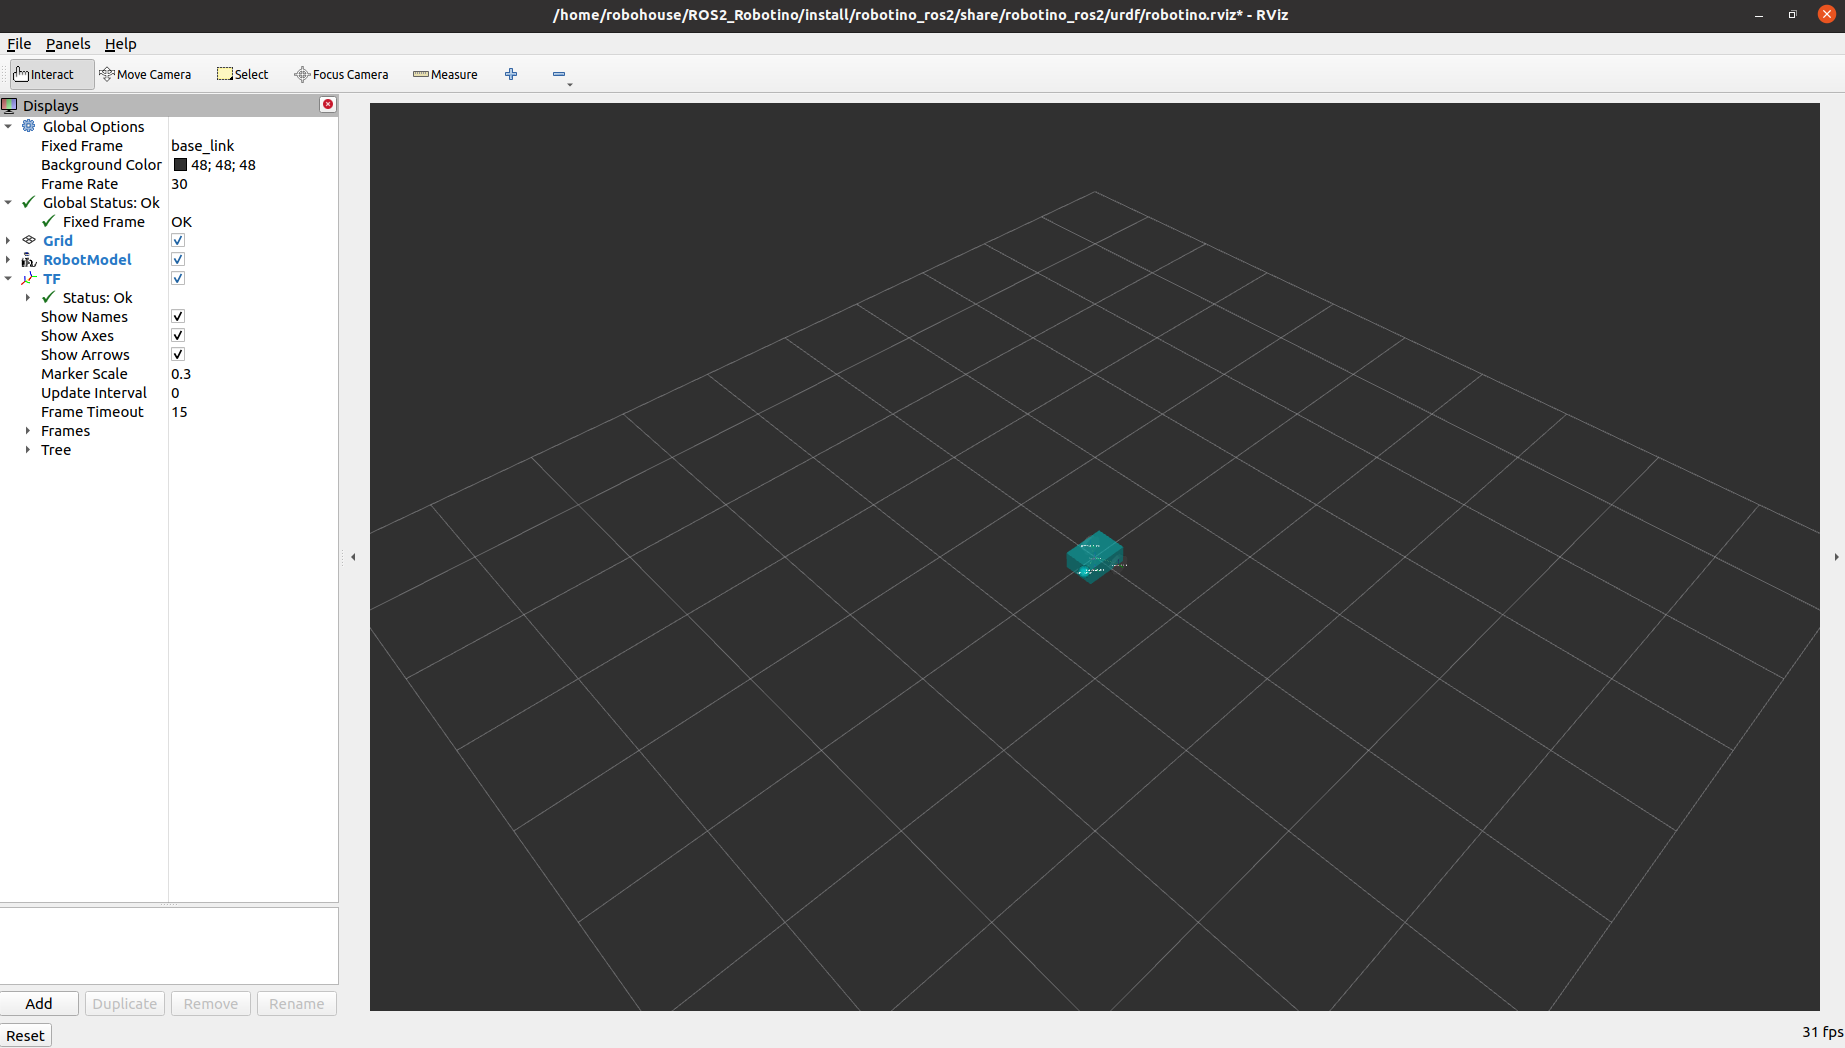 /home/robohouse/ROS2_Robotino/install/robotino_ros2/share/robotino_ros2/urdf/robotino.rviz* - RViz
File Panels Help
Interact Move Camera Select Focus Camera Measure
Displays
Global Options
Fixed Frame base_link
Background Color 48; 48; 48
Frame Rate 30
Global Status: Ok
Fixed Frame OK
Grid
RobotModel
TF
Status: Ok
Show Names
Show Axes
Show Arrows
Marker Scale 0.3
Update Interval 0
Frame Timeout 15
Frames
Tree
Add Duplicate Remove Rename
Reset
31 fps